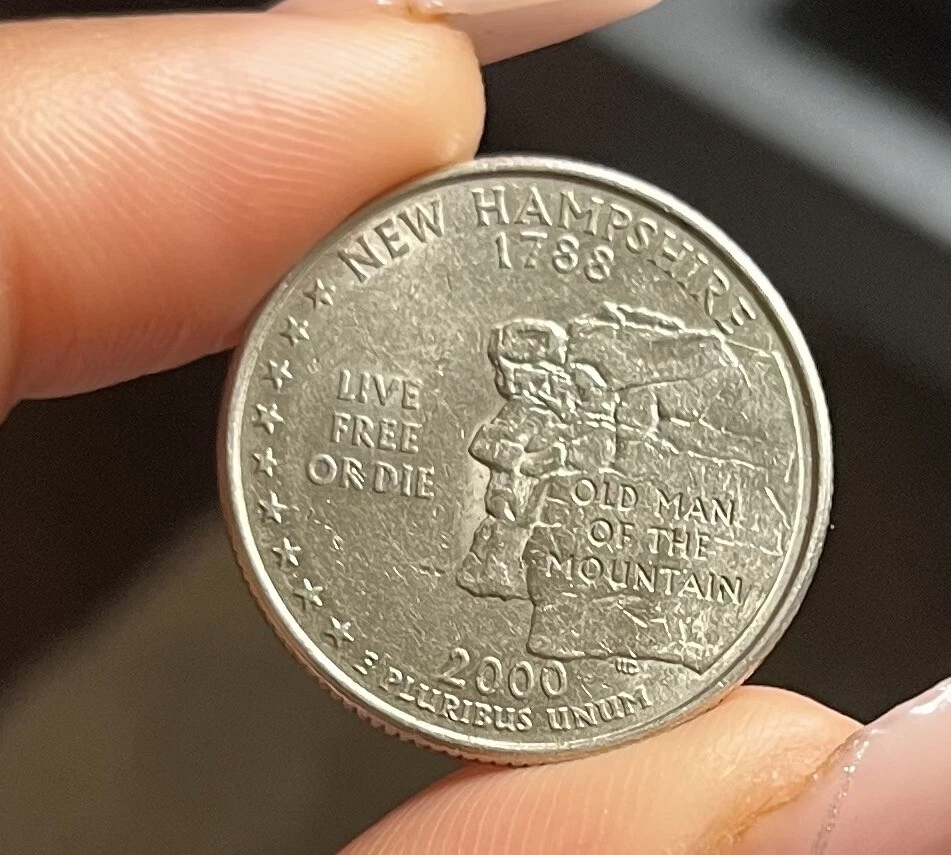 NEW HAMPSHIRE
1788
LIVE
FREE
OR DIE
OLD MAN
OF THE
MOUNTAIN
2000
E PLURIBUS UNUM